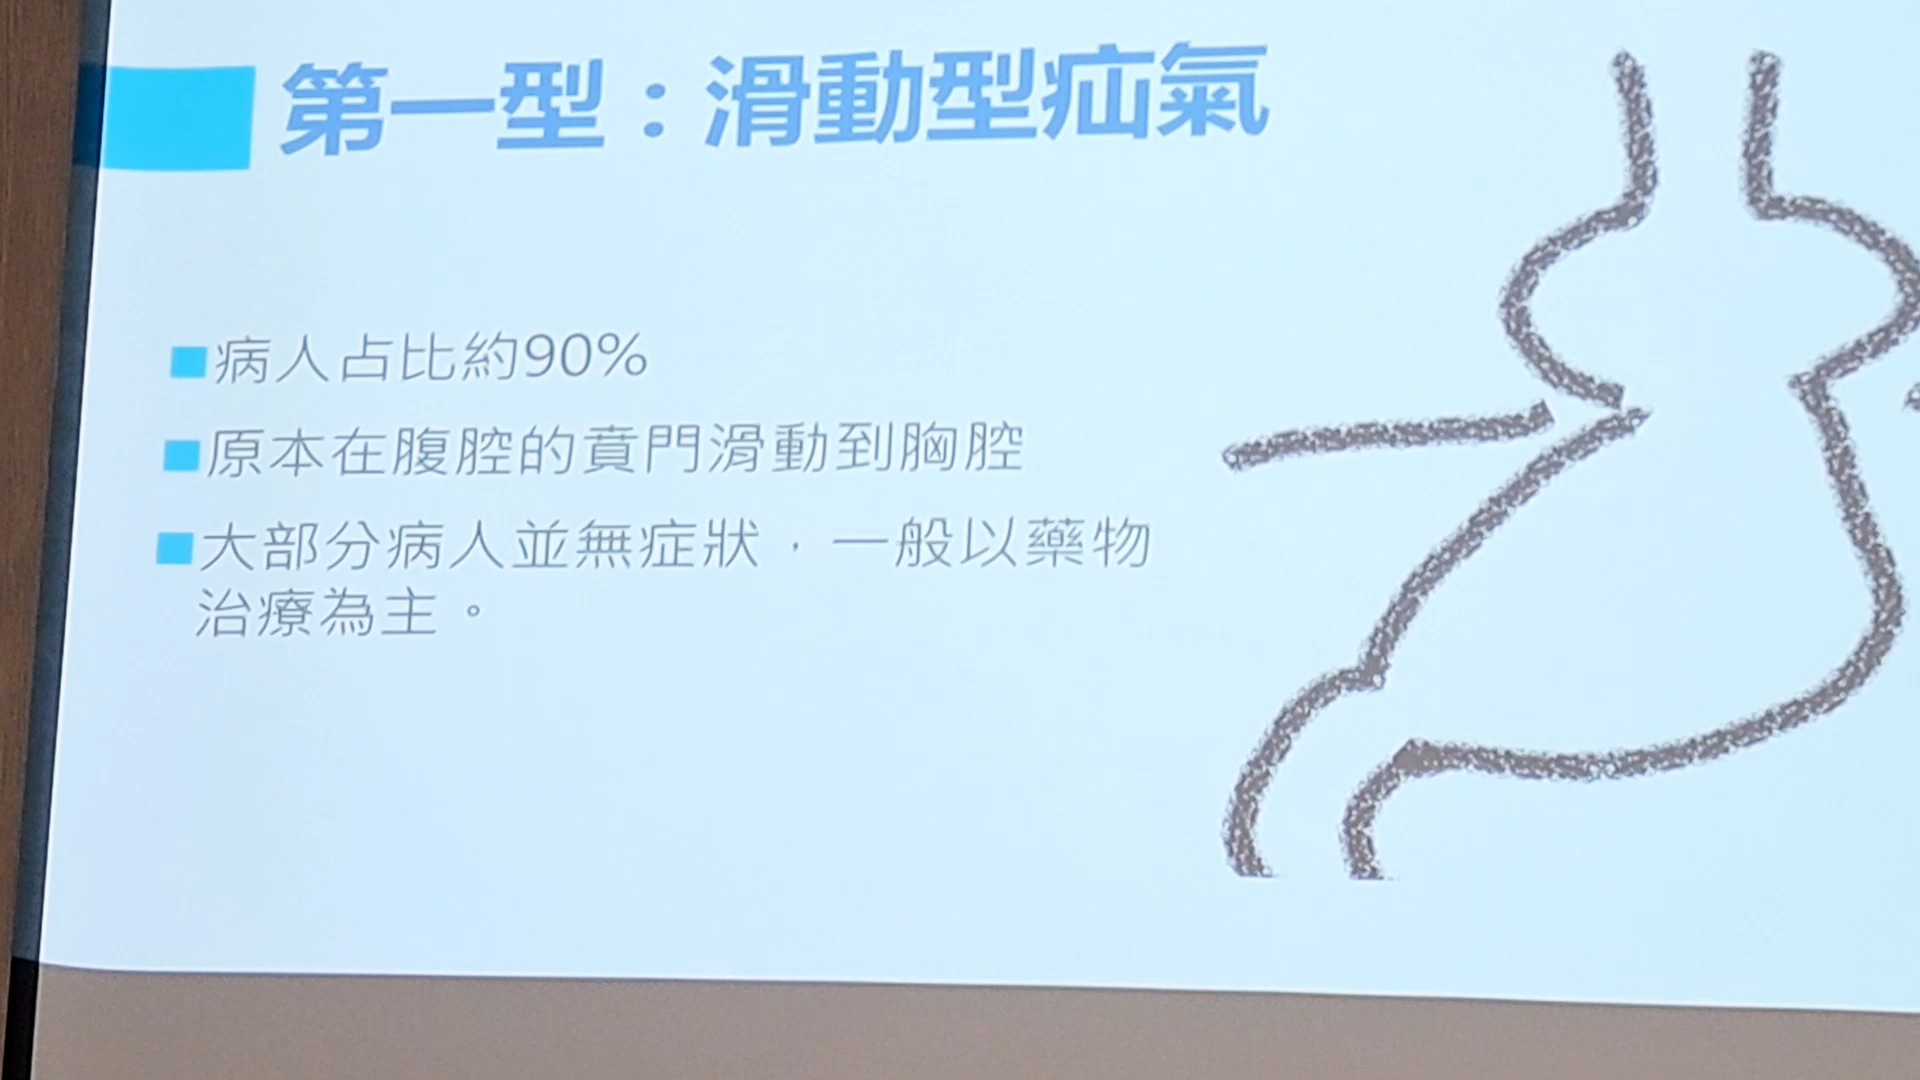 第一型：滑動型疝氣
■病人占比約90%
■原本在腹腔的賁門滑動到胸腔
■大部分病人並無症狀，一般以藥物
治療為主。